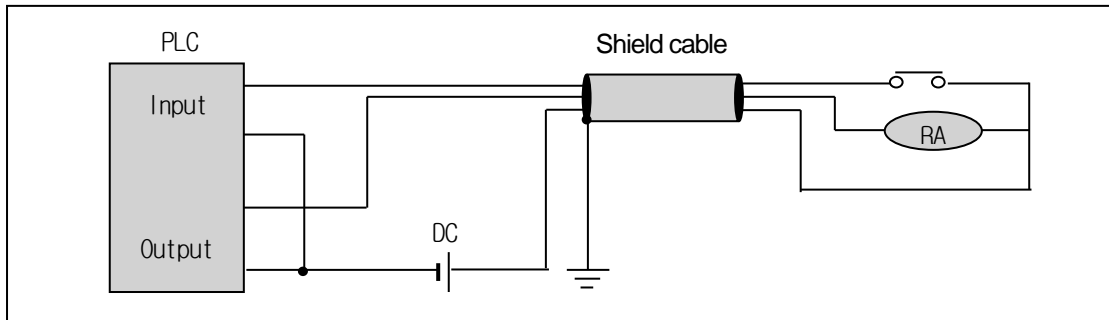 PLC
Shield cable
Input
RA
Output
DC